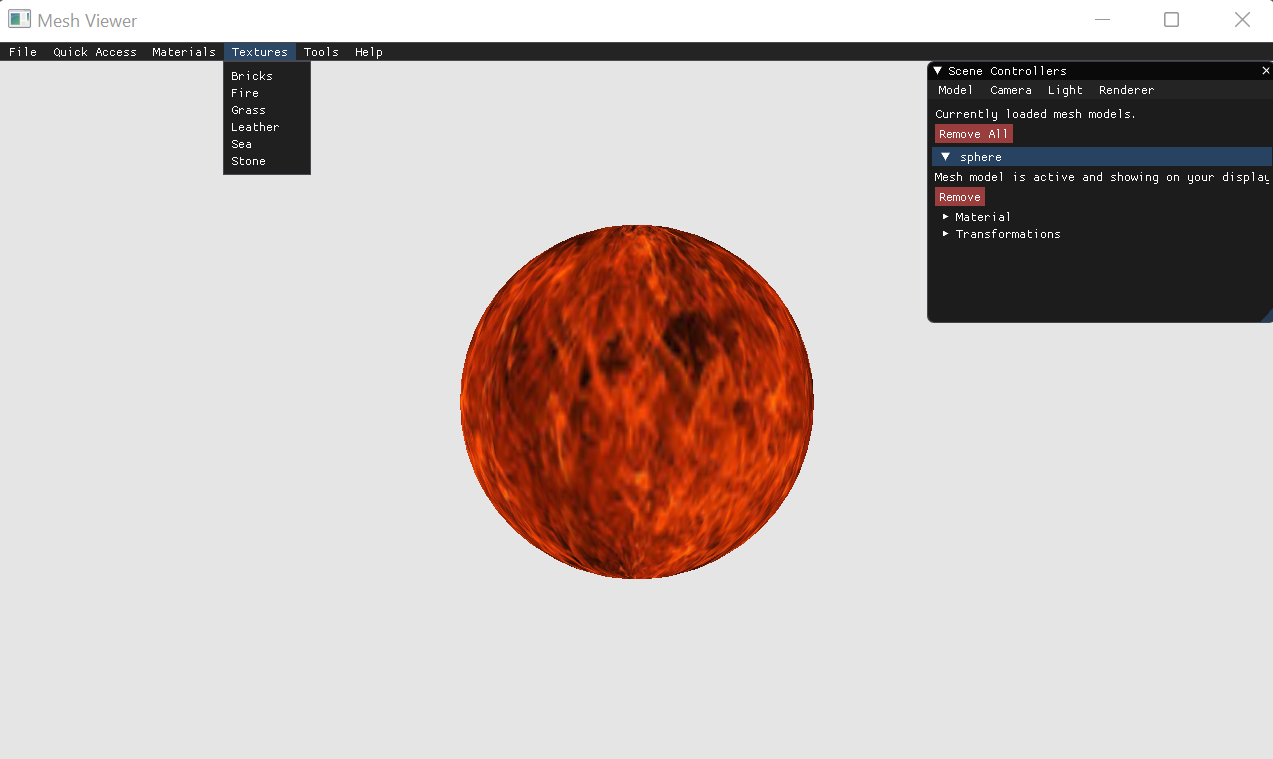 Mesh Viewer
File Quick Access Materials Textures Tools Help
Bricks
Fire
Grass
Leather
Sea
Stone
Scene Controllers
Model Camera Light Renderer
Currently loaded mesh models.
Remove All
sphere
Mesh model is active and showing on your display
Remove
Material
Transformations